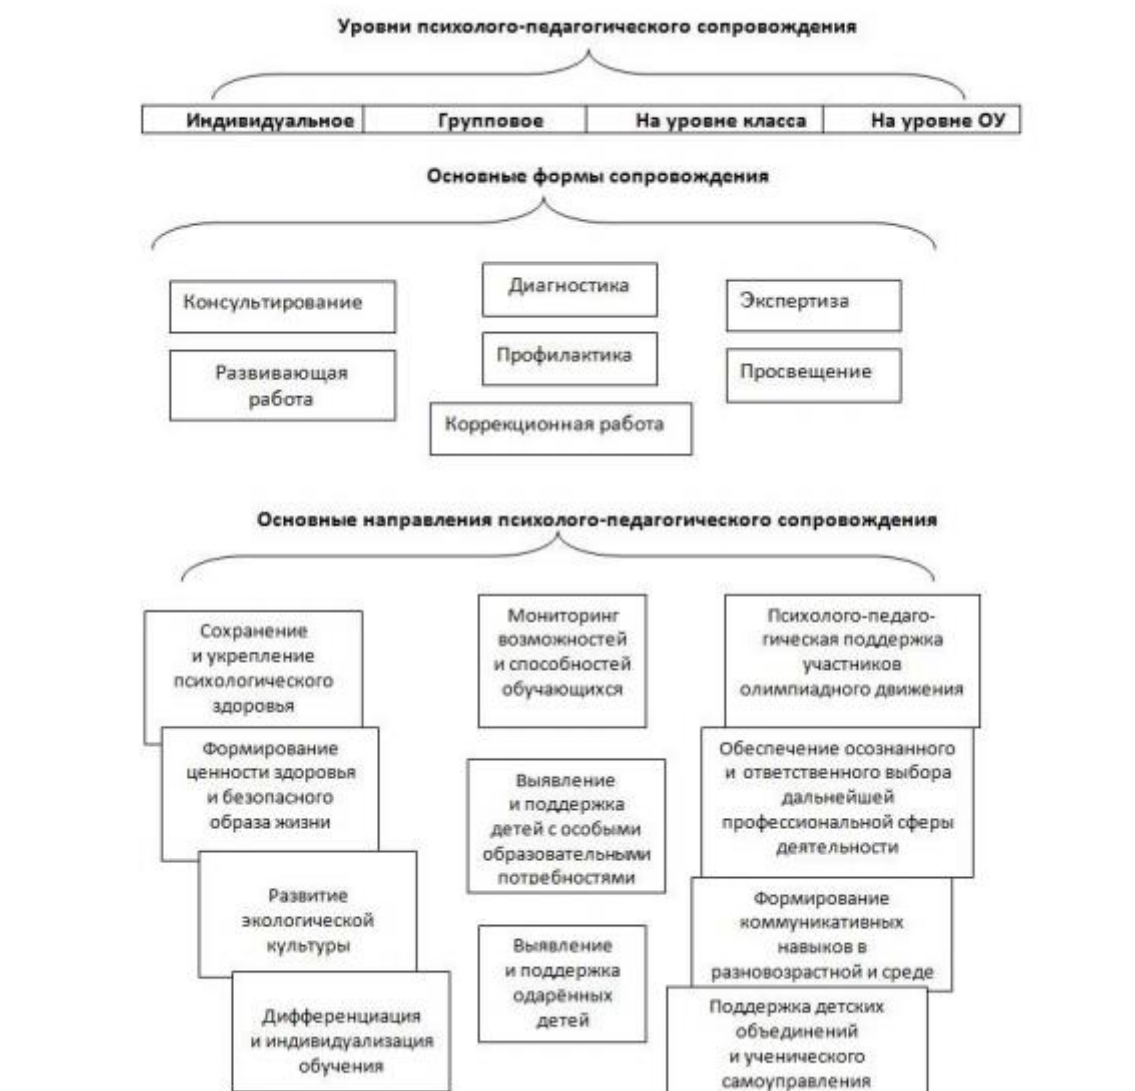 Уровни психолого-педагогического сопровождения
Индивидуальное Групповое На уровне класса На уровне ОУ
Основные формы сопровождения
Консультирование
Развивающая
работа
Диагностика
Профилактика
Коррекционная работа
Экспертиза
Просвещение
Основные направления психолого-педагогического сопровождения
Сохранение
и укрепление
психологического
здоровья
Формирование
ценности здоровья
и безопасного
образа жизни
Развитие
экологической
культуры
Дифференциация
и индивидуализация
обучения
Мониторинг
возможностей
и способностей
обучающихся
Выявление
и поддержка
детей с особыми
образовательными
потребностями
Выявление
и поддержка
одарённых
детей
Психолого-педаго-
гическая поддержка
участников
олимпиадного движения
Обеспечение осознанного
и ответственного выбора
дальнейшей
профессиональной сферы
деятельности
Формирование
коммуникативных
навыков в
разновозрастной и среде
Поддержка детских
объединений
и ученического
самоуправления